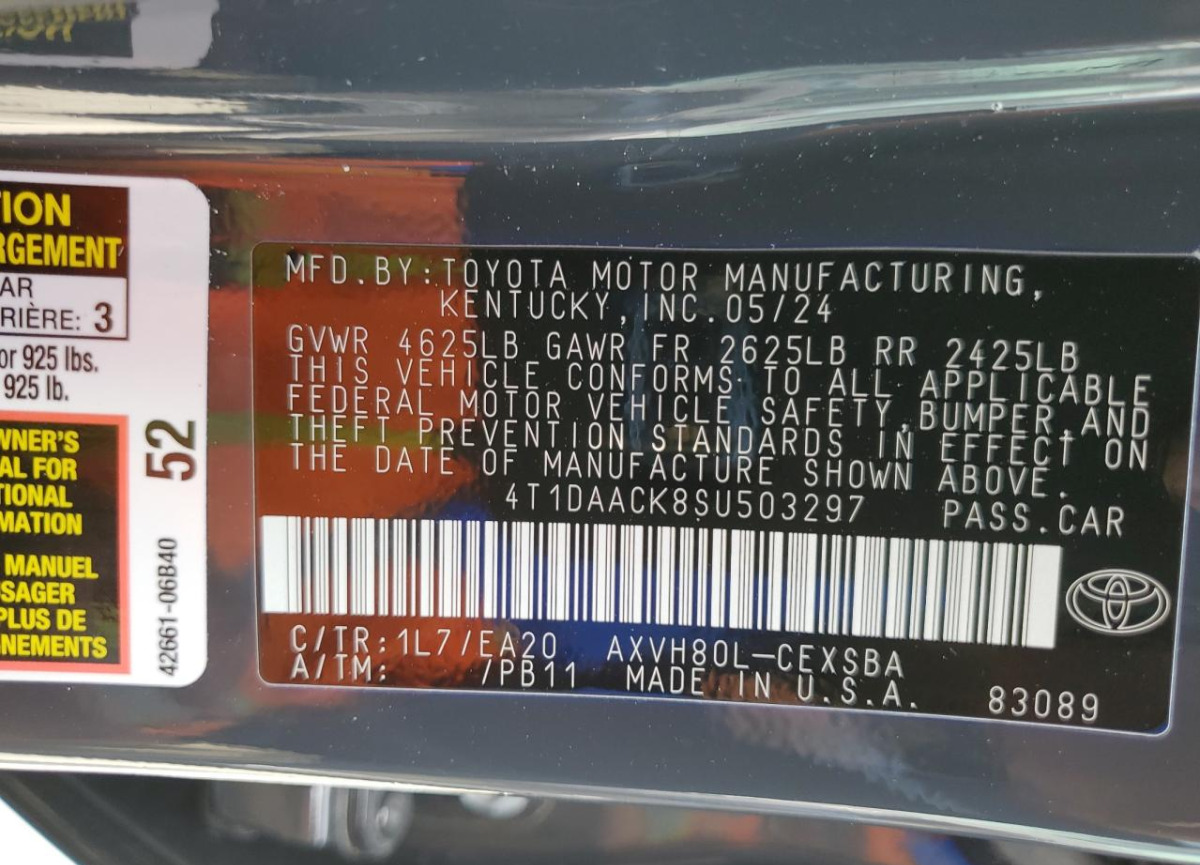 TION
RGEMENT
AR
RIÈRE: 3
or 925 lbs.
925 lb.
WNER'S
AL FOR
TIONAL
MATION
MANUEL
SAGER
PLUS DE
GNEMENTS
52
42661-06B40
MFD.BY:TOYOTA MOTOR MANUFACTURING,
KENTUCKY,INC.05/24
GVWR 4625LB GAWR FR 2625LB RR 2425LB
THIS VEHICLE CONFORMS TO ALL APPLICABLE
FEDERAL MOTOR VEHICLE SAFETY,BUMPER,AND
THEFT PREVENTION STANDARDS IN EFFECT ON
THE DATE OF MANUFACTURE SHOWN ABOVE.
4T1DAACK8SU503297 PASS.CAR
C/TR:1L7/EA20 AXVH80L-CEXSBA
A/TM: /PB11 MADE IN U.S.A. 83089